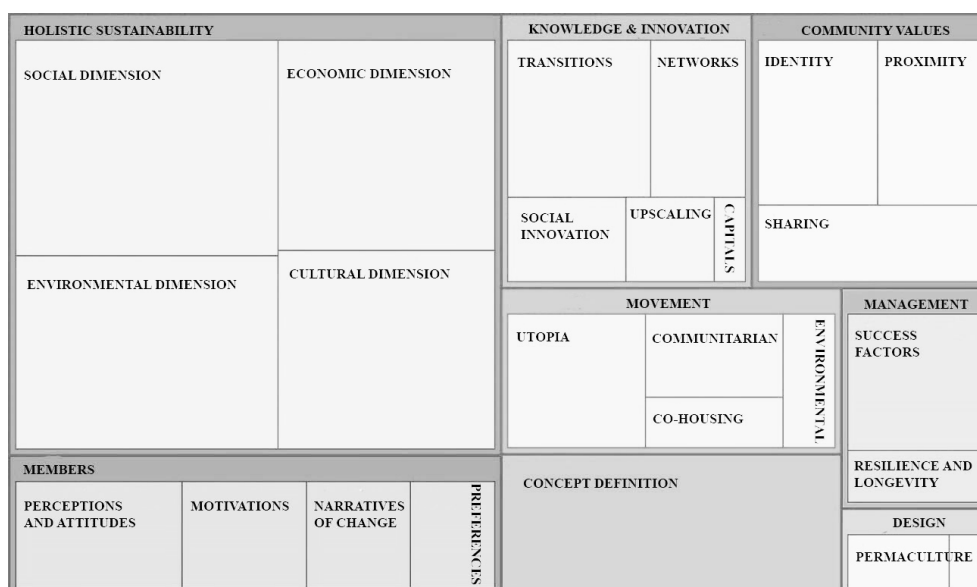 HOLISTIC SUSTAINABILITY
SOCIAL DIMENSION
ECONOMIC DIMENSION
ENVIRONMENTAL DIMENSION
CULTURAL DIMENSION
KNOWLEDGE & INNOVATION
TRANSITIONS
NETWORKS
SOCIAL
INNOVATION
UPSCALING
CAPITALS
COMMUNITY VALUES
IDENTITY
PROXIMITY
SHARING
MOVEMENT
UTOPIA
COMMUNITARIAN
CO-HOUSING
ENVIRONMENTAL
MANAGEMENT
SUCCESS
FACTORS
RESILIENCE AND
LONGEVITY
MEMBERS
PERCEPTIONS
AND ATTITUDES
MOTIVATIONS
NARRATIVES
OF CHANGE
PREFERENCES
CONCEPT DEFINITION
DESIGN
PERMACULTURE